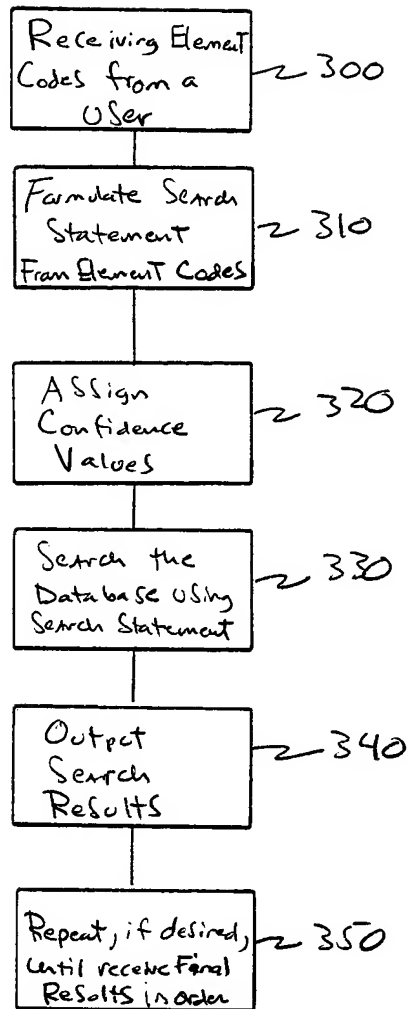 Receiving Element
Codes from a
User
300
Formulate Search
Statement
From Element Codes
310
Assign
Confidence
Values
320
Search the
Database using
Search Statement
330
Output
Search
Results
340
Repeat, if desired,
until receive Final
Results in order
350